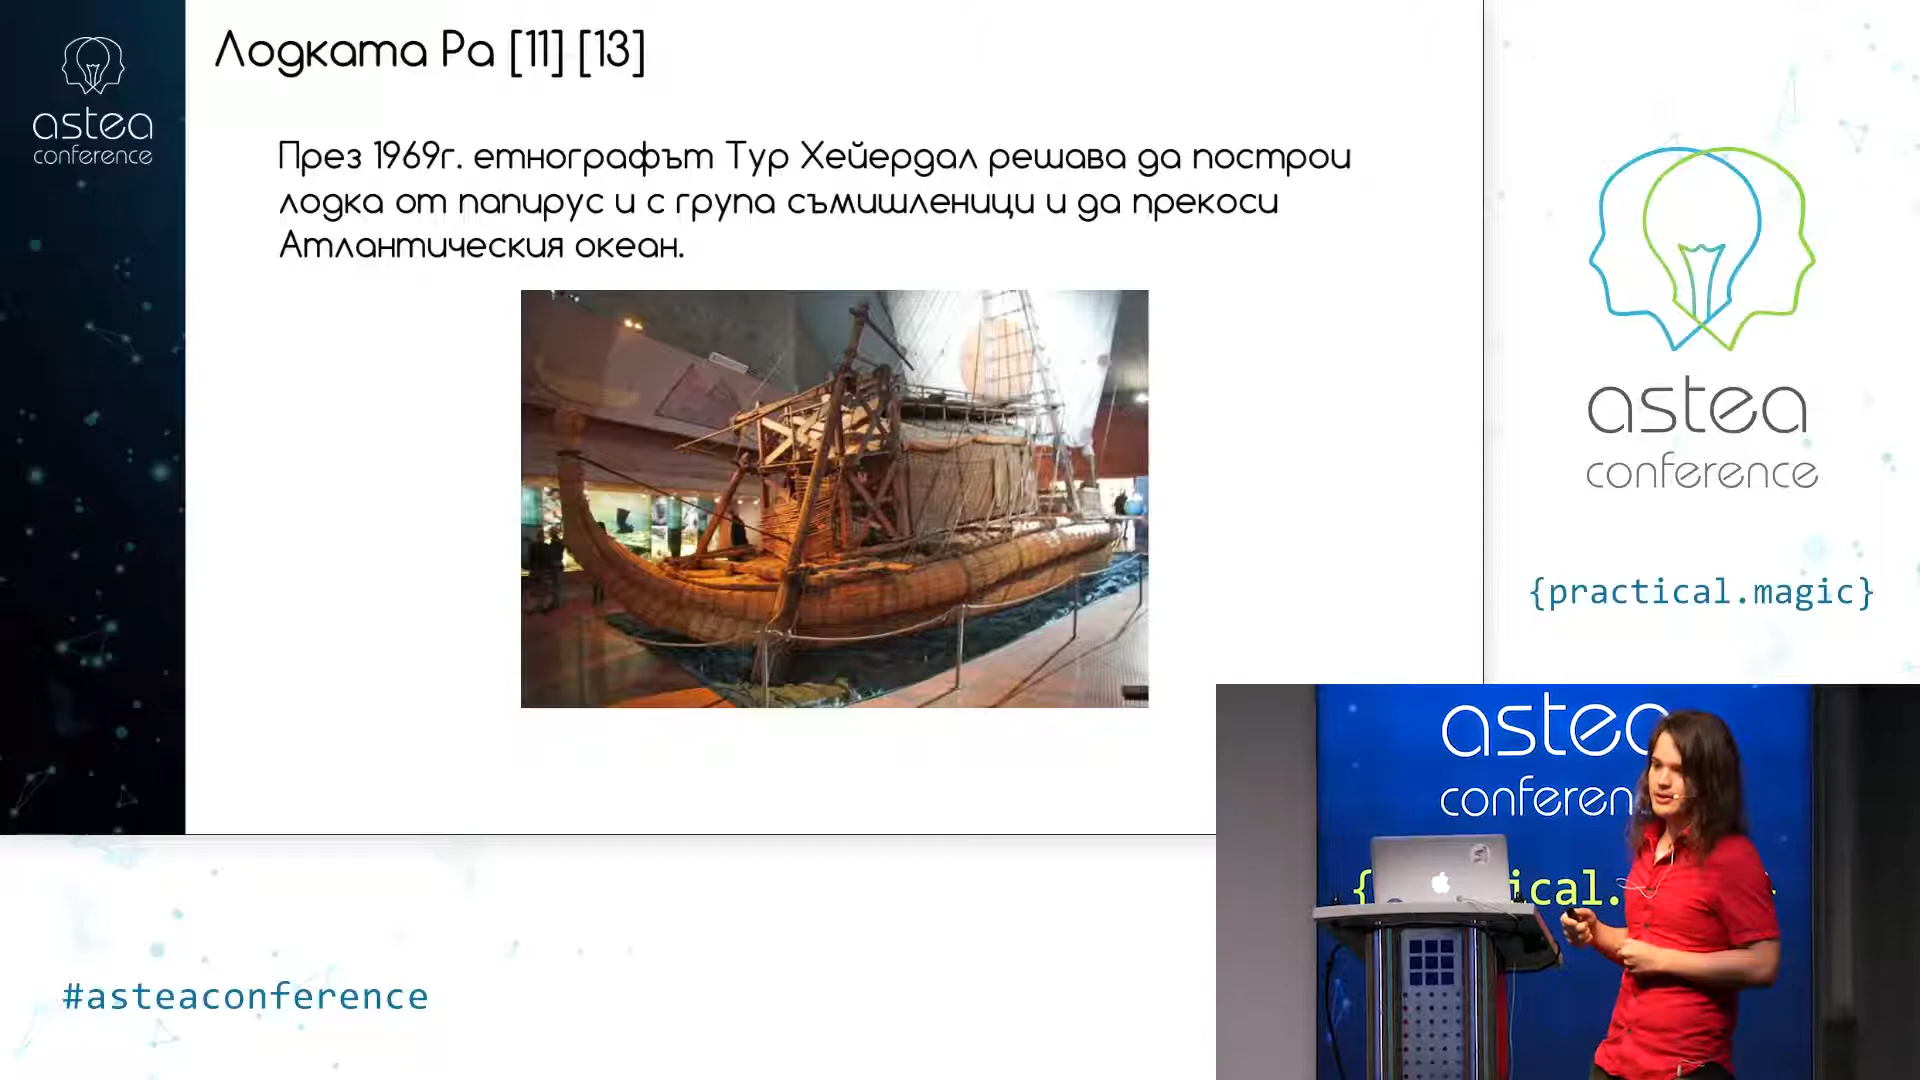 astea
conference
Лодката Ра [11] [13]
През 1969г. етнографът Тур Хейердал решава да построи
лодка от папирус и с група съмишленици и да прекоси
Атлантическия океан.
astea
conference
{practical.magic}
astea
conferen
{
ical.
#asteaconference